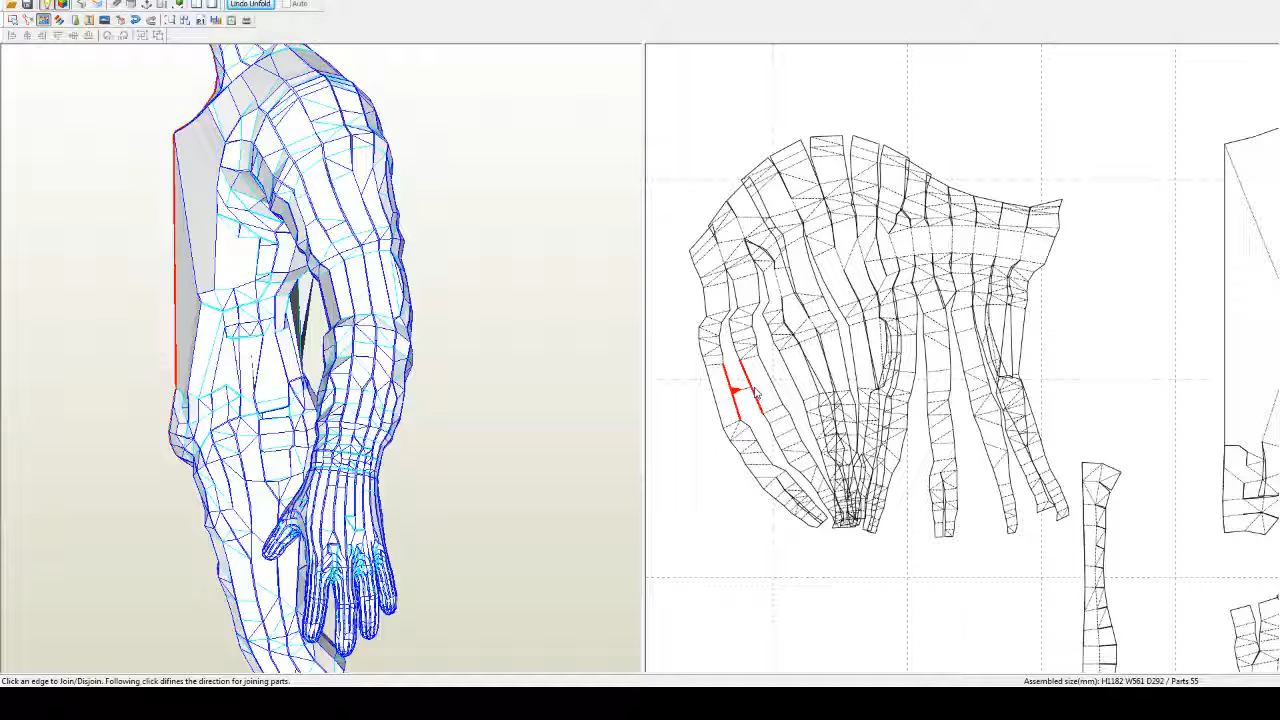 Undo Unfold
Auto
Click an edge to Join/Disjoin. Following click difines the direction for joining parts.
Assembled size(mm): H1182 W561 D292 / Parts 55